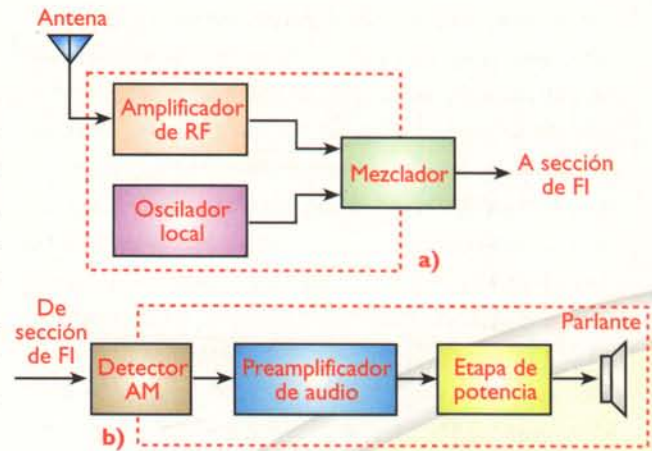 Antena
Amplificador
de RF
Mezclador
A sección
de FI
Oscilador
local
a)
De
sección
de FI
Parlante
Detector
AM
Preamplificador
de audio
Etapa de
potencia
b)